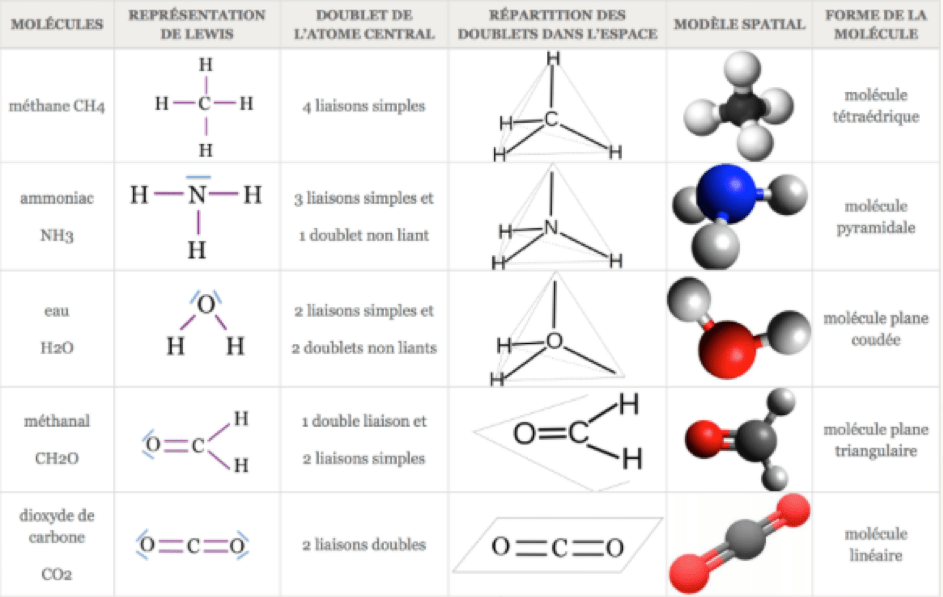 MOLÉCULES
REPRÉSENTATION
DE LEWIS
DOUBLET DE
L'ATOME CENTRAL
RÉPARTITION DES
DOUBLETS DANS L'ESPACE
MODÈLE SPATIAL
FORME DE LA
MOLÉCULE
méthane CH4
H
H — C — H
H
4 liaisons simples
H
H C
H H
molécule
tétraédrique
ammoniac
NH3
H — N — H
H
3 liaisons simples et
1 doublet non liant
H N
H H
molécule
pyramidale
eau
H2O
O
H H
2 liaisons simples et
2 doublets non liants
H O
H
molécule plane
coudée
méthanal
CH2O
H
O = C
H
1 double liaison et
2 liaisons simples
H
O = C
H
molécule plane
triangulaire
dioxyde de
carbone
CO2
O = C = O
2 liaisons doubles
O = C = O
molécule
linéaire